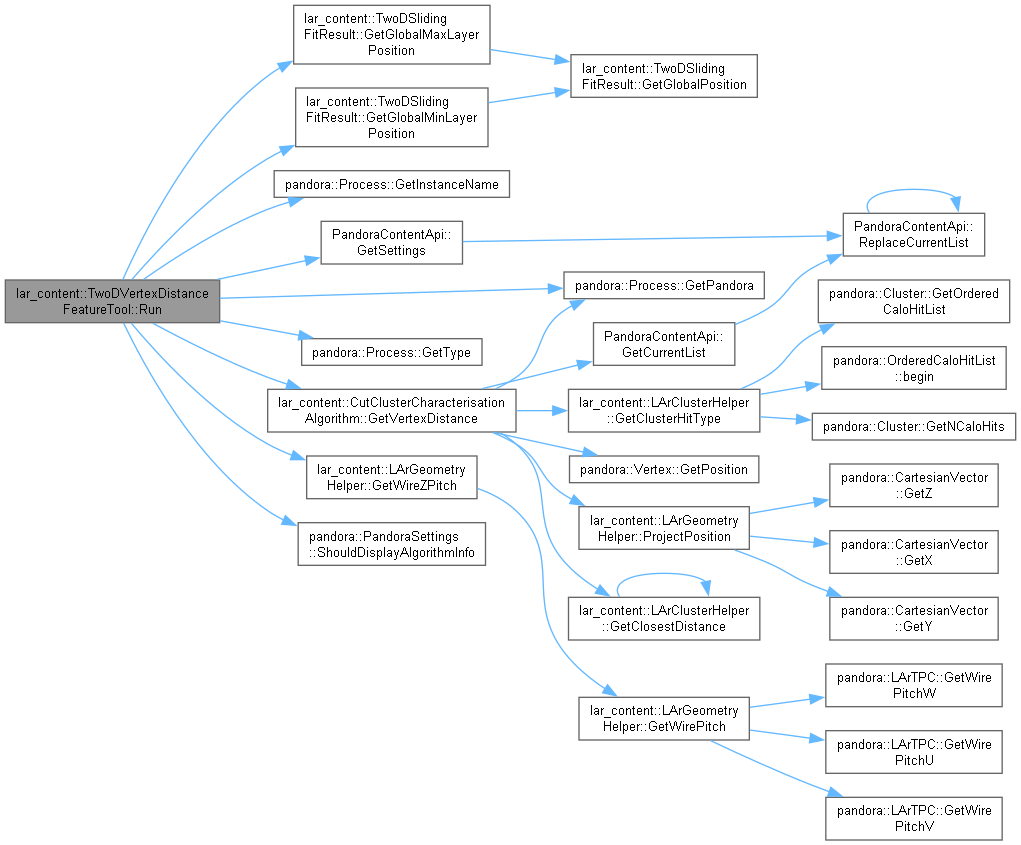 lar_content::TwoDVertexDistance
FeatureTool::Run
lar_content::TwoDSliding
FitResult::GetGlobalMaxLayer
Position
lar_content::TwoDSliding
FitResult::GetGlobalMinLayer
Position
pandora::Process::GetInstanceName
PandoraContentApi::
GetSettings
pandora::Process::GetType
lar_content::CutClusterCharacterisation
Algorithm::GetVertexDistance
lar_content::LArGeometry
Helper::GetWireZPitch
pandora::PandoraSettings
::ShouldDisplayAlgorithmInfo
lar_content::TwoDSliding
FitResult::GetGlobalPosition
pandora::Process::GetPandora
PandoraContentApi::
GetCurrentList
lar_content::LArClusterHelper
::GetClusterHitType
pandora::Vertex::GetPosition
lar_content::LArGeometry
Helper::ProjectPosition
lar_content::LArClusterHelper
::GetClosestDistance
lar_content::LArGeometry
Helper::GetWirePitch
PandoraContentApi::
ReplaceCurrentList
pandora::Cluster::GetOrdered
CaloHitList
pandora::OrderedCaloHitList
::begin
pandora::Cluster::GetNCaloHits
pandora::CartesianVector
::GetZ
pandora::CartesianVector
::GetX
pandora::CartesianVector
::GetY
pandora::LArTPC::GetWire
PitchW
pandora::LArTPC::GetWire
PitchU
pandora::LArTPC::GetWire
PitchV